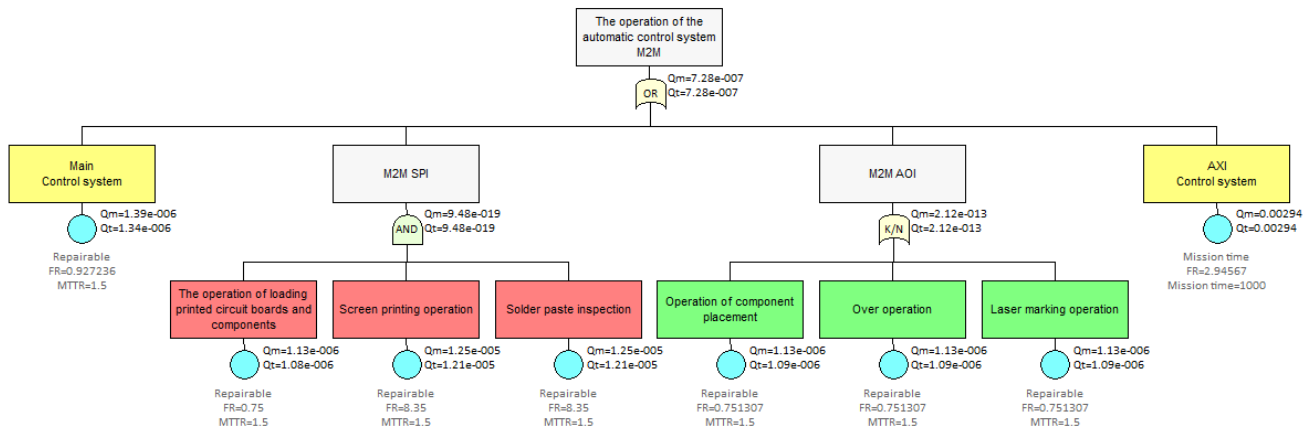 The operation of the
automatic control system
M2M
Qm=7.28e-007
Qt=7.28e-007
OR
Main
Control system
Qm=1.39e-006
Qt=1.34e-006
Repairable
FR=0.927236
MTTR=1.5
M2M SPI
Qm=9.48e-019
Qt=9.48e-019
AND
M2M AOI
Qm=2.12e-013
Qt=2.12e-013
K/N
AXI
Control system
Qm=0.00294
Qt=0.00294
Mission time
FR=2.94567
Mission time=1000
The operation of loading
printed circuit boards and
components
Qm=1.13e-006
Qt=1.08e-006
Repairable
FR=0.75
MTTR=1.5
Screen printing operation
Qm=1.25e-005
Qt=1.21e-005
Repairable
FR=8.35
MTTR=1.5
Solder paste inspection
Qm=1.25e-005
Qt=1.21e-005
Repairable
FR=8.35
MTTR=1.5
Operation of component
placement
Qm=1.13e-006
Qt=1.09e-006
Repairable
FR=0.751307
MTTR=1.5
Over operation
Qm=1.13e-006
Qt=1.09e-006
Repairable
FR=0.751307
MTTR=1.5
Laser marking operation
Qm=1.13e-006
Qt=1.09e-006
Repairable
FR=0.751307
MTTR=1.5